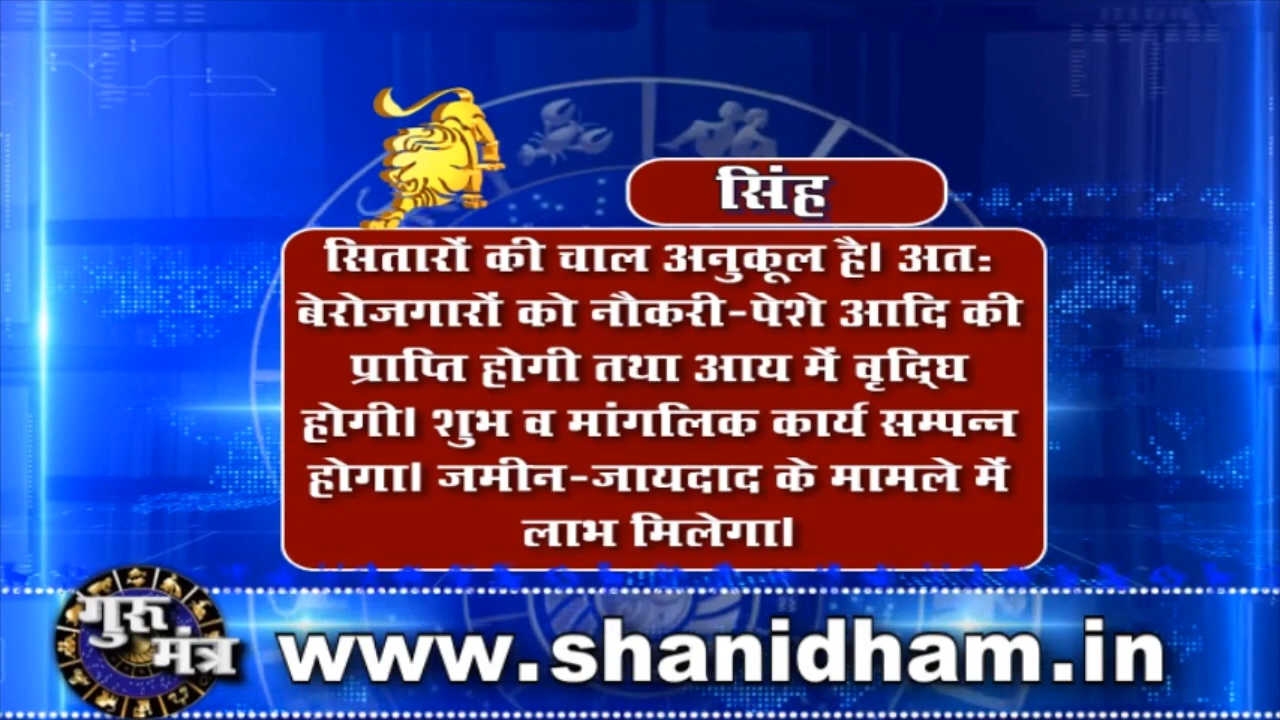 सिंह
सितारों की चाल अनुकूल है। अतः
बेरोजगारों को नौकरी-पेशे आदि की
प्राप्ति होगी तथा आय में वृद्घि
होगी। शुभ व मांगलिक कार्य सम्पन्न
होगा। जमीन-जायदाद के मामले में
लाभ मिलेगा।
गुरु
मंत्र
www.shanidham.in